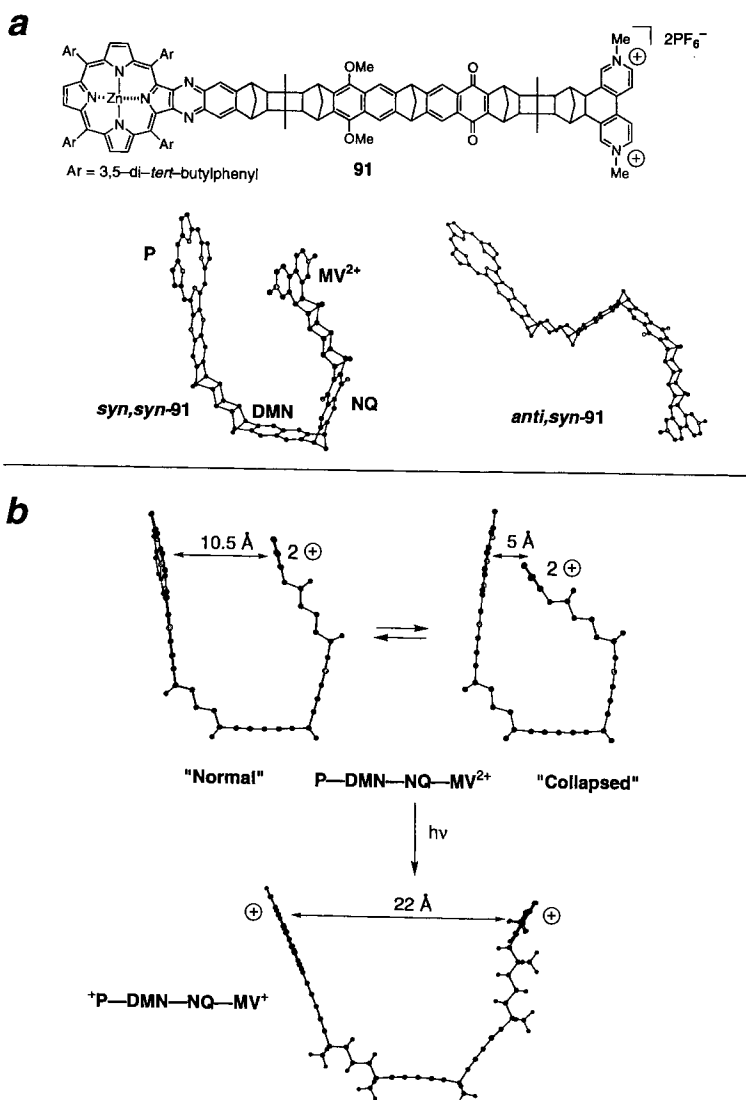 a
Ar
Ar
Ar
Ar
N
N
N
N
Zn
N
N
OMe
OMe
O
O
Me
N
+
N
+
Me
2PF₆⁻
Ar = 3,5–di–tert–butylphenyl
91
P
MV²⁺
syn,syn-91
DMN
NQ
anti,syn-91
b
10.5 Å
2 ⊕
5 Å
2 ⊕
"Normal"
P—DMN—NQ—MV²⁺
"Collapsed"
hν
⊕
22 Å
⊕
⁺P—DMN—NQ—MV⁺